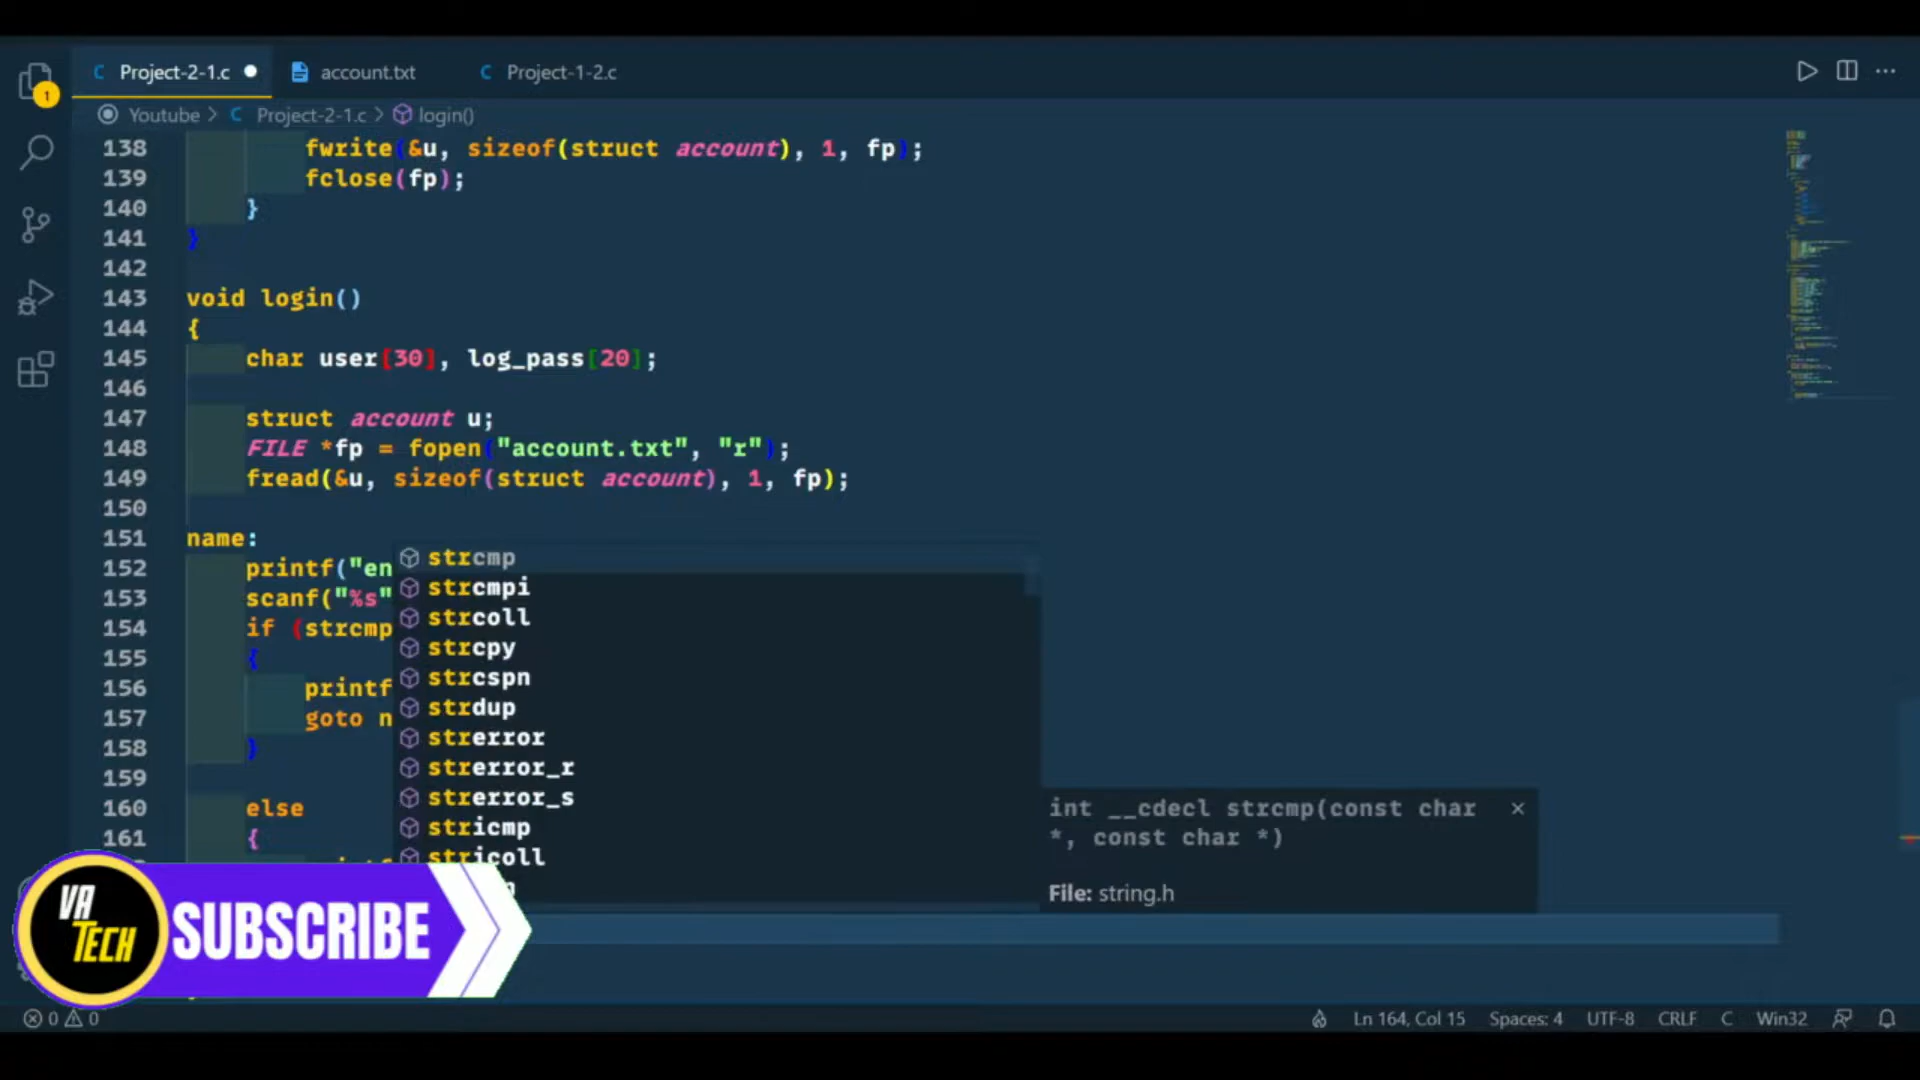 Project-2-1.c
account.txt
Project-1-2.c
1
Youtube > C Project-2-1.c > login()
138 fwrite(&u, sizeof(struct account), 1, fp);
139 fclose(fp);
140 }
141 }
142
143 void login()
144 {
145 char user[30], log_pass[20];
146
147 struct account u;
148 FILE *fp = fopen("account.txt", "r");
149 fread(&u, sizeof(struct account), 1, fp);
150
151 name:
152 printf("en
153 scanf("%s"
154 if (strcmp
155 {
156 printf
157 goto n
158 }
159
160 else
161 {
strcmp
strcmpi
strcoll
strcpy
strcspn
strdup
strerror
strerror_r
strerror_s
stricmp
stricoll
int __cdecl strcmp(const char
*, const char *)
File: string.h
VA
TECH
SUBSCRIBE
0 0
Ln 164, Col 15
Spaces: 4
UTF-8
CRLF
C
Win32